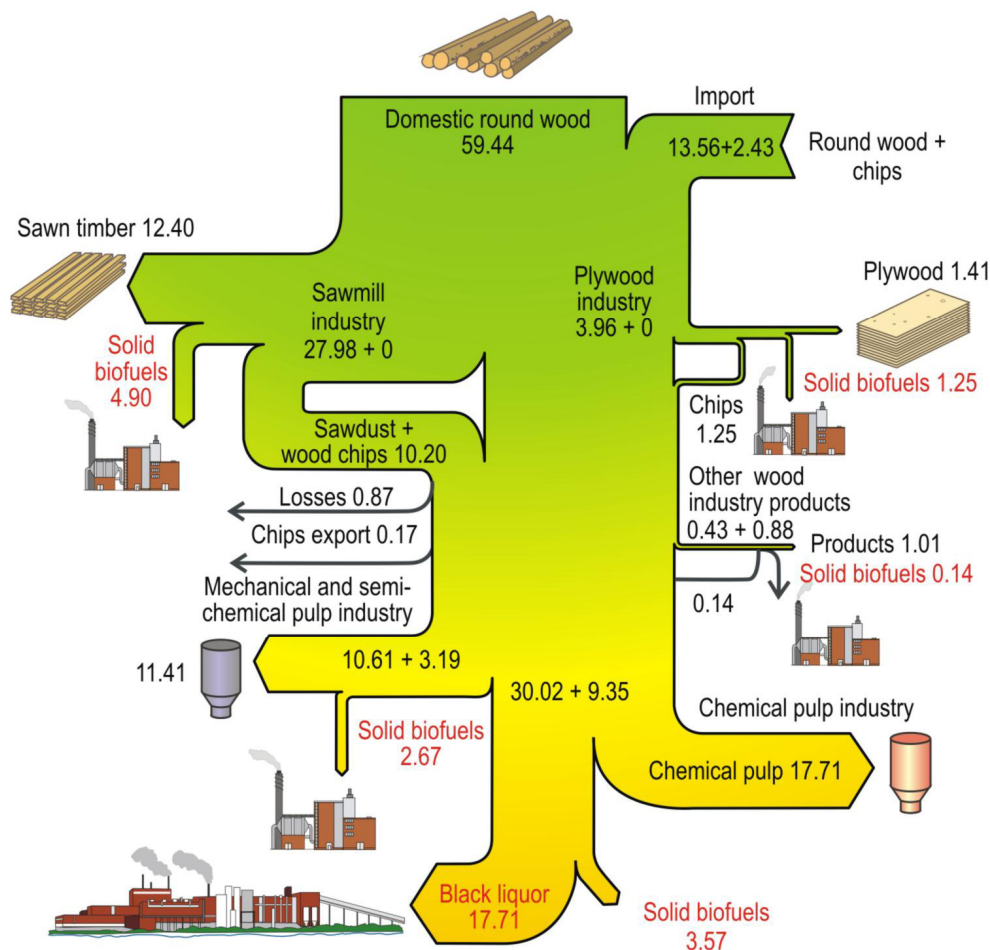 Import
Domestic round wood
59.44
13.56+2.43
Round wood +
chips
Sawn timber 12.40
Plywood 1.41
Sawmill
industry
27.98 + 0
Plywood
industry
3.96 + 0
Solid
biofuels
4.90
Solid biofuels 1.25
Chips
1.25
Sawdust +
wood chips 10.20
Other wood
industry products
0.43 + 0.88
Losses 0.87
Chips export 0.17
Products 1.01
Solid biofuels 0.14
0.14
Mechanical and semi-
chemical pulp industry
11.41
10.61 + 3.19
30.02 + 9.35
Chemical pulp industry
Solid biofuels
2.67
Chemical pulp 17.71
Black liquor
17.71
Solid biofuels
3.57